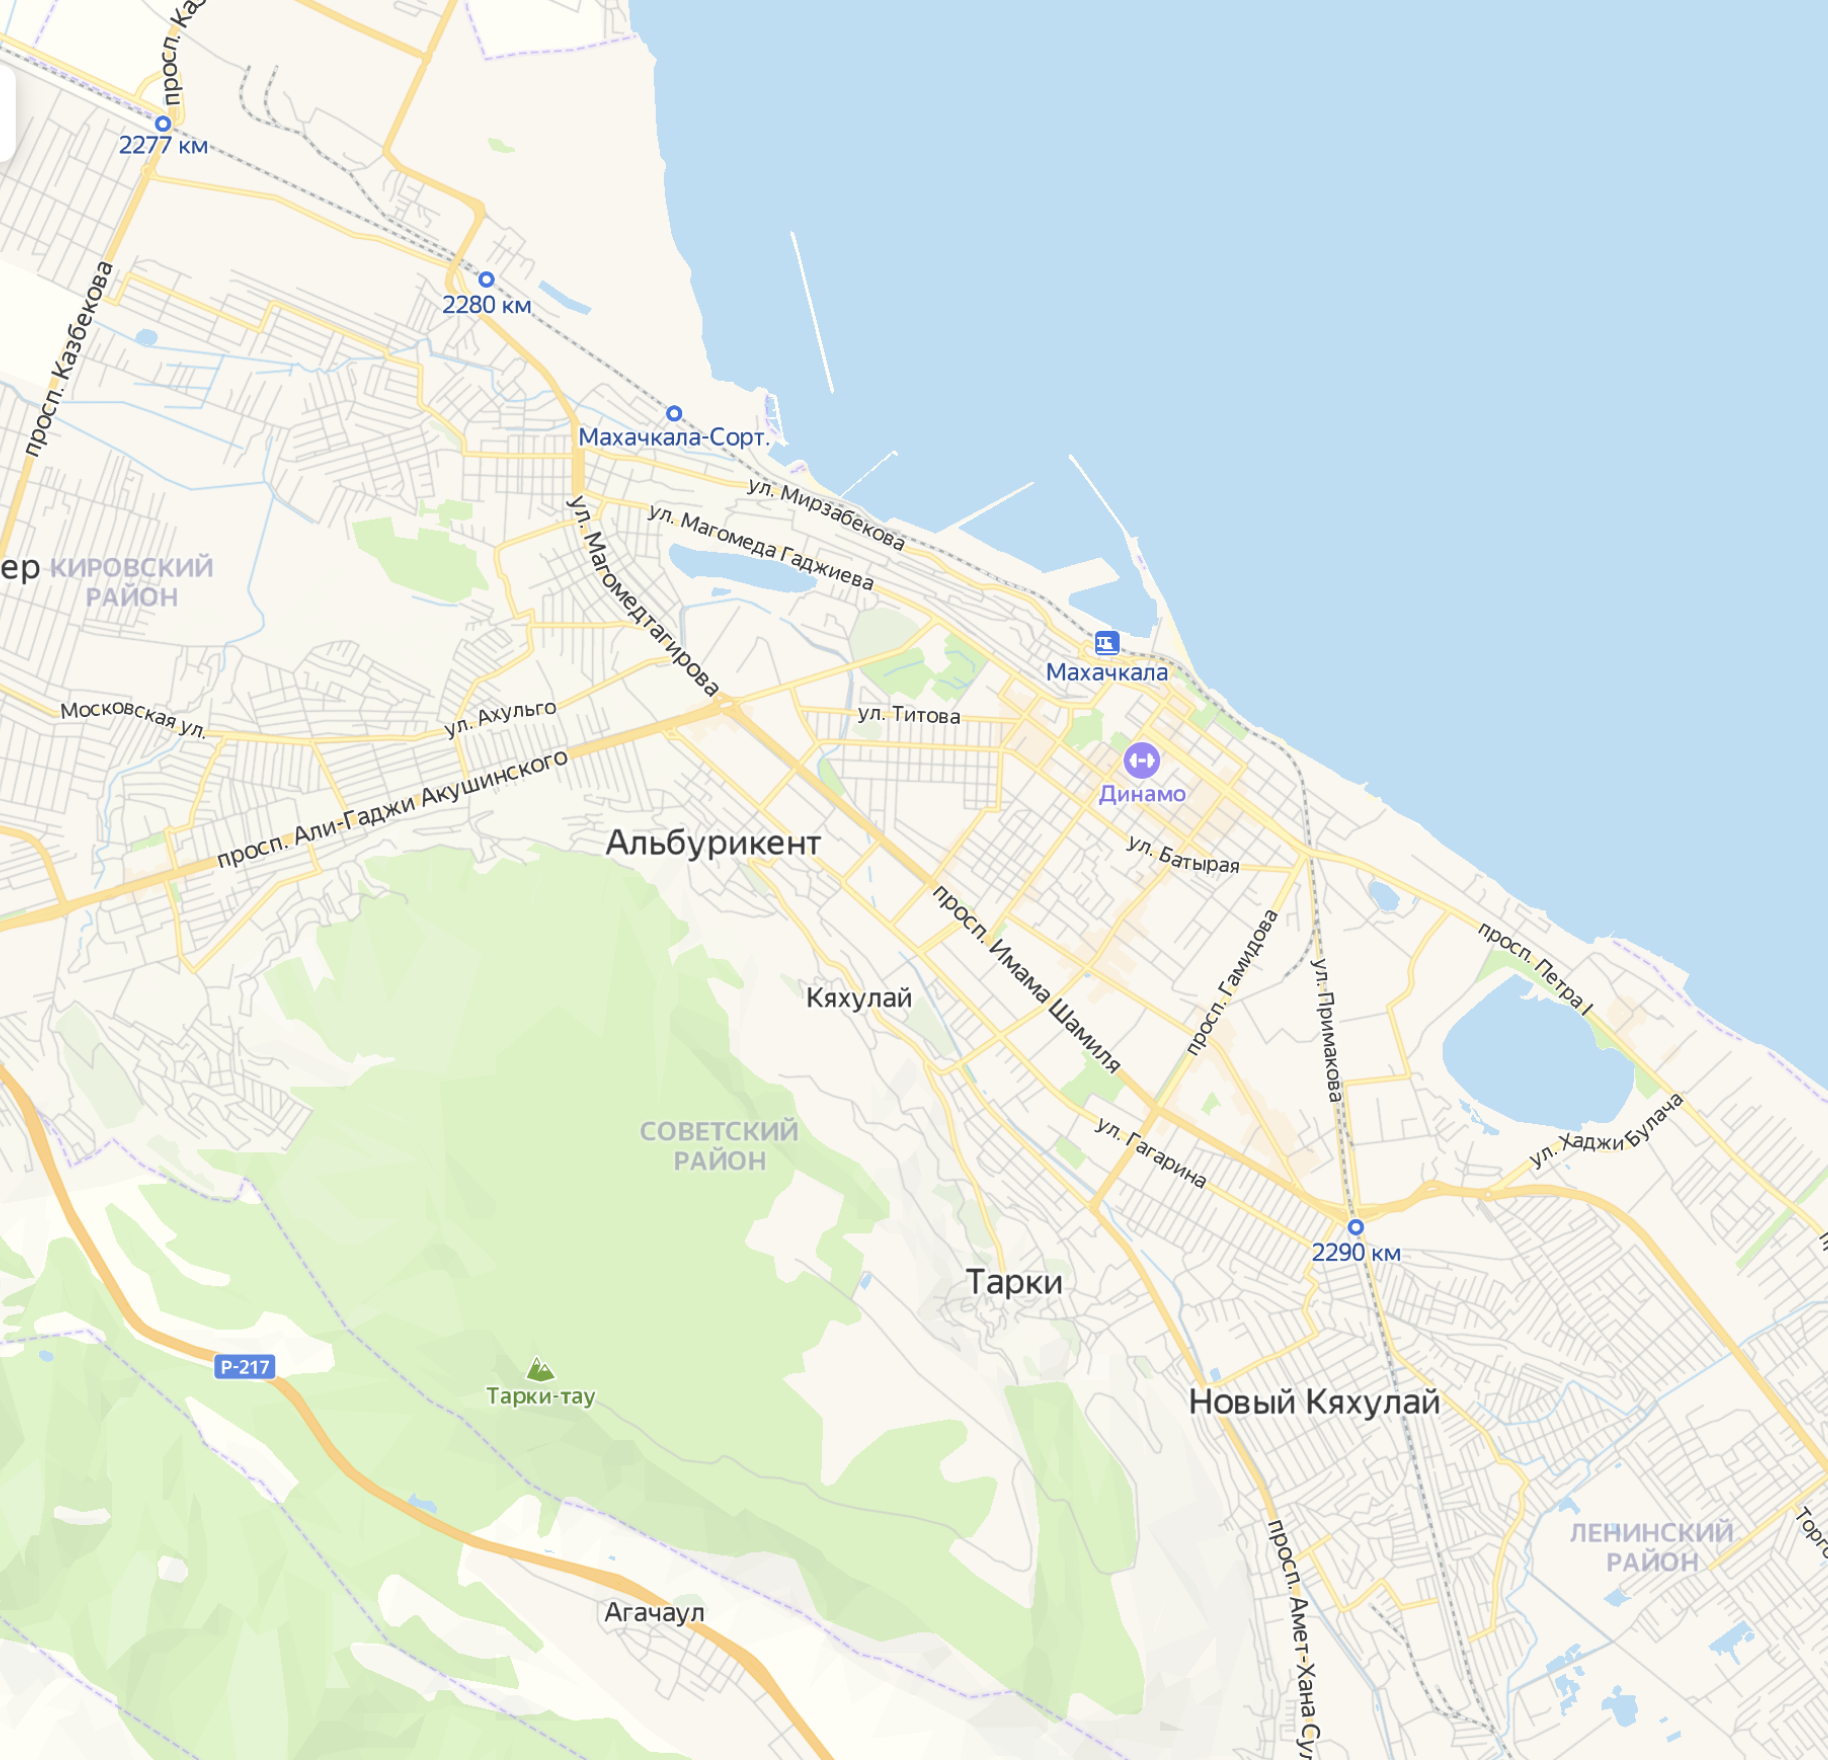 просп. Каз
2277 км
2280 км
просп. Казбекова
Махачкала-Сорт.
ул. Мирзабекова
ул. Магомеда Гаджиева
ул. Магомедтагирова
ер
КИРОВСКИЙ
РАЙОН
Махачкала
Московская ул.
ул. Ахульго
ул. Титова
просп. Али-Гаджи Акушинского
Динамо
Альбурикент
ул. Батырая
просп. Имама Шамиля
просп. Гамидова
ул. Примакова
просп. Петра I
Кяхулай
СОВЕТСКИЙ
РАЙОН
ул. Гагарина
ул. Хаджи Булача
2290 км
Тарки
Р-217
Тарки-тау
Новый Кяхулай
ЛЕНИНСКИЙ
РАЙОН
Торго
просп. Амет-Хана Сул
Агачаул